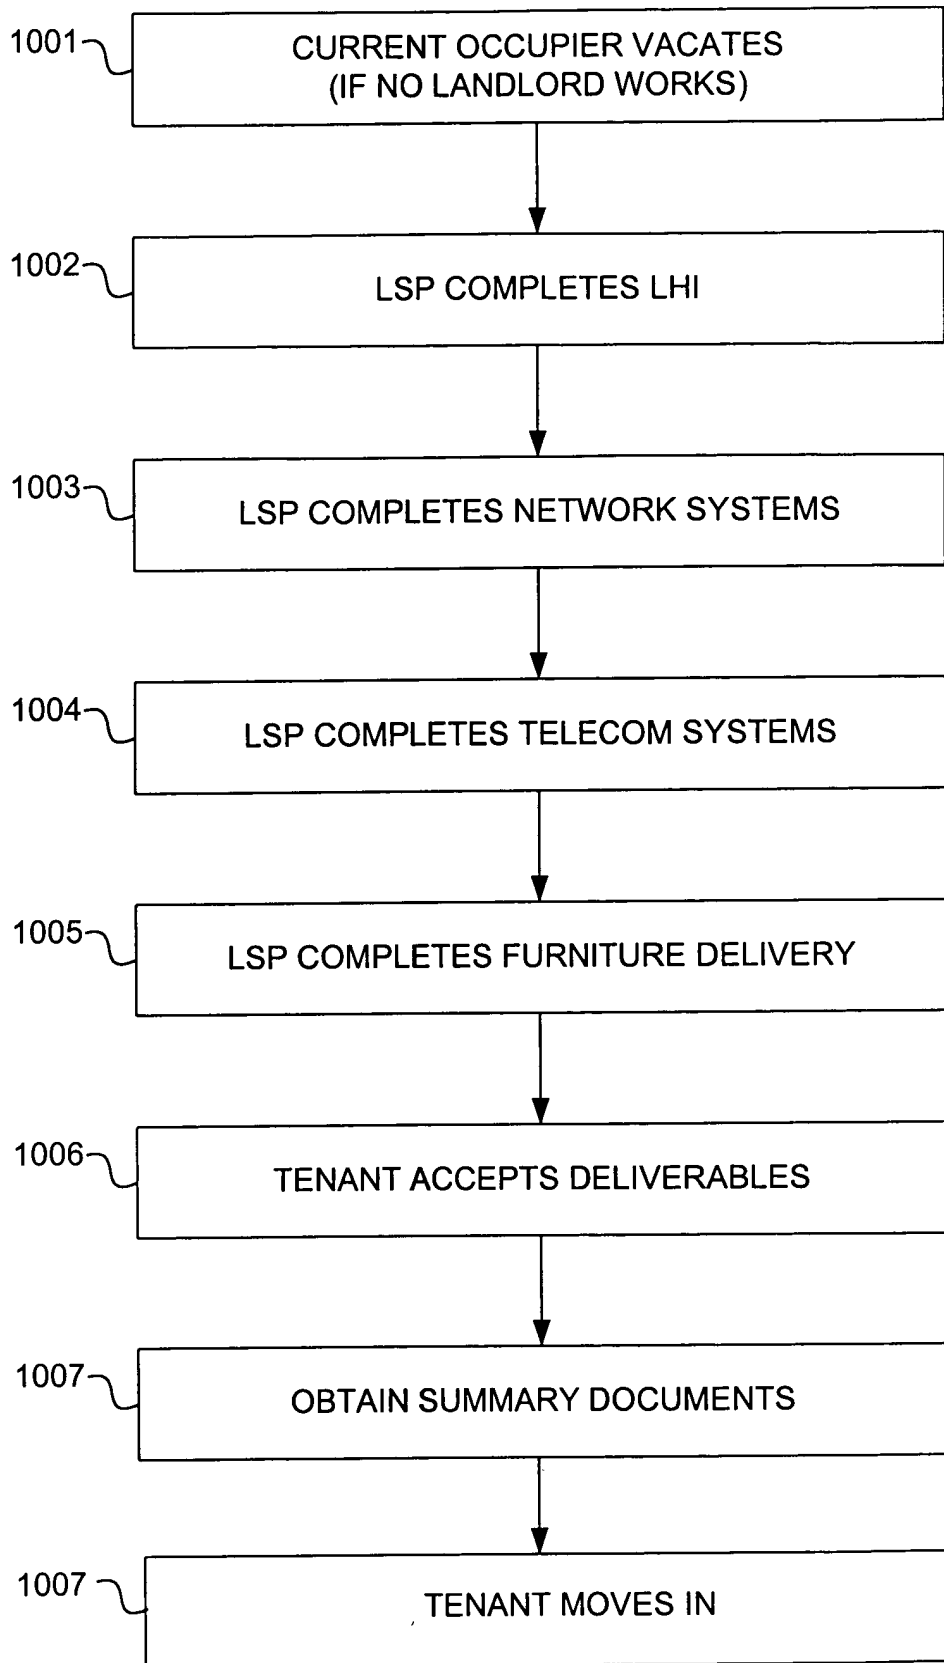 1001
CURRENT OCCUPIER VACATES
(IF NO LANDLORD WORKS)
1002
LSP COMPLETES LHI
1003
LSP COMPLETES NETWORK SYSTEMS
1004
LSP COMPLETES TELECOM SYSTEMS
1005
LSP COMPLETES FURNITURE DELIVERY
1006
TENANT ACCEPTS DELIVERABLES
1007
OBTAIN SUMMARY DOCUMENTS
1007
TENANT MOVES IN